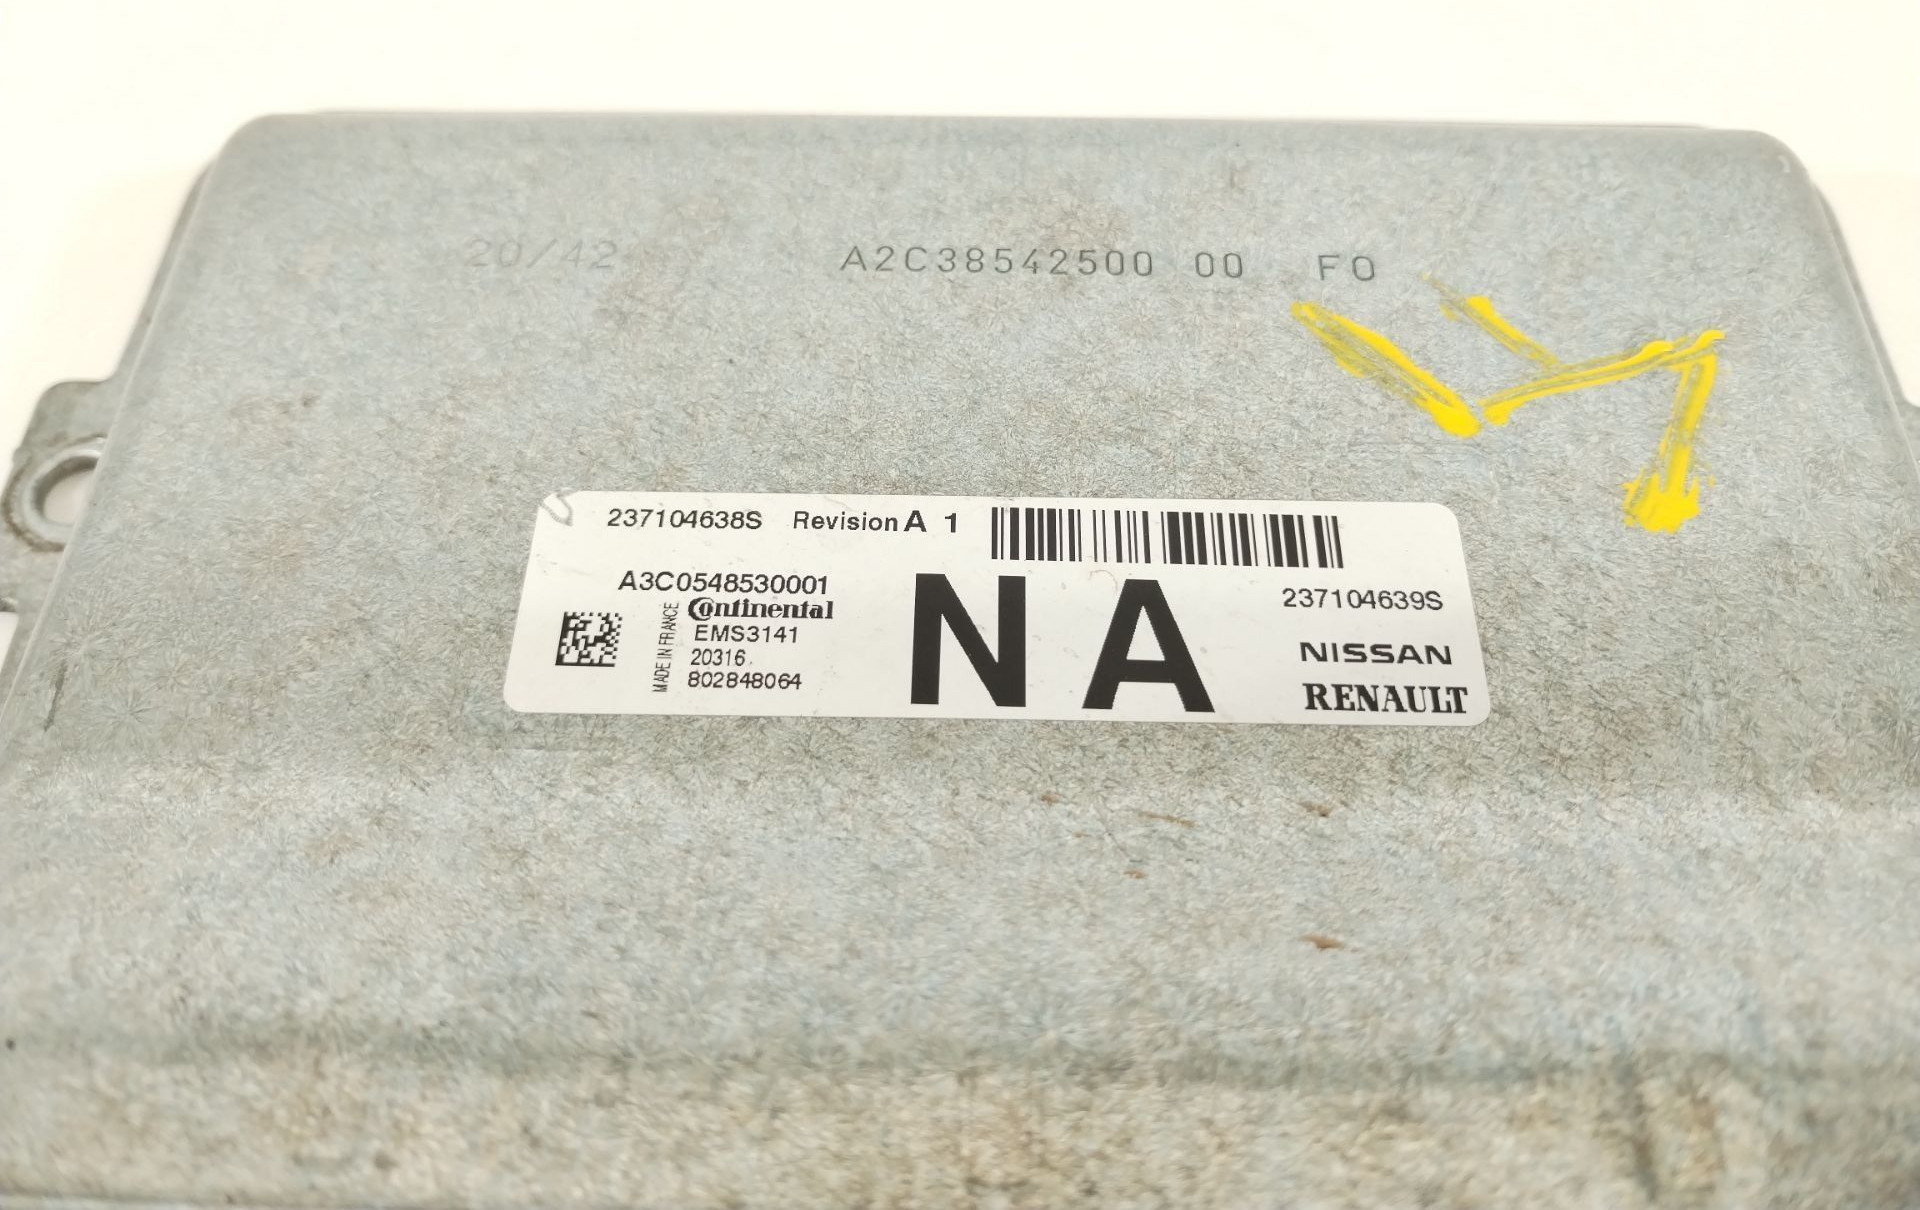 20/42 A2C38542500 00 F0
237104638S Revision A 1
A3C0548530001
Continental
MADE IN FRANCE
EMS3141
20316
802848064
NA
237104639S
NISSAN
RENAULT